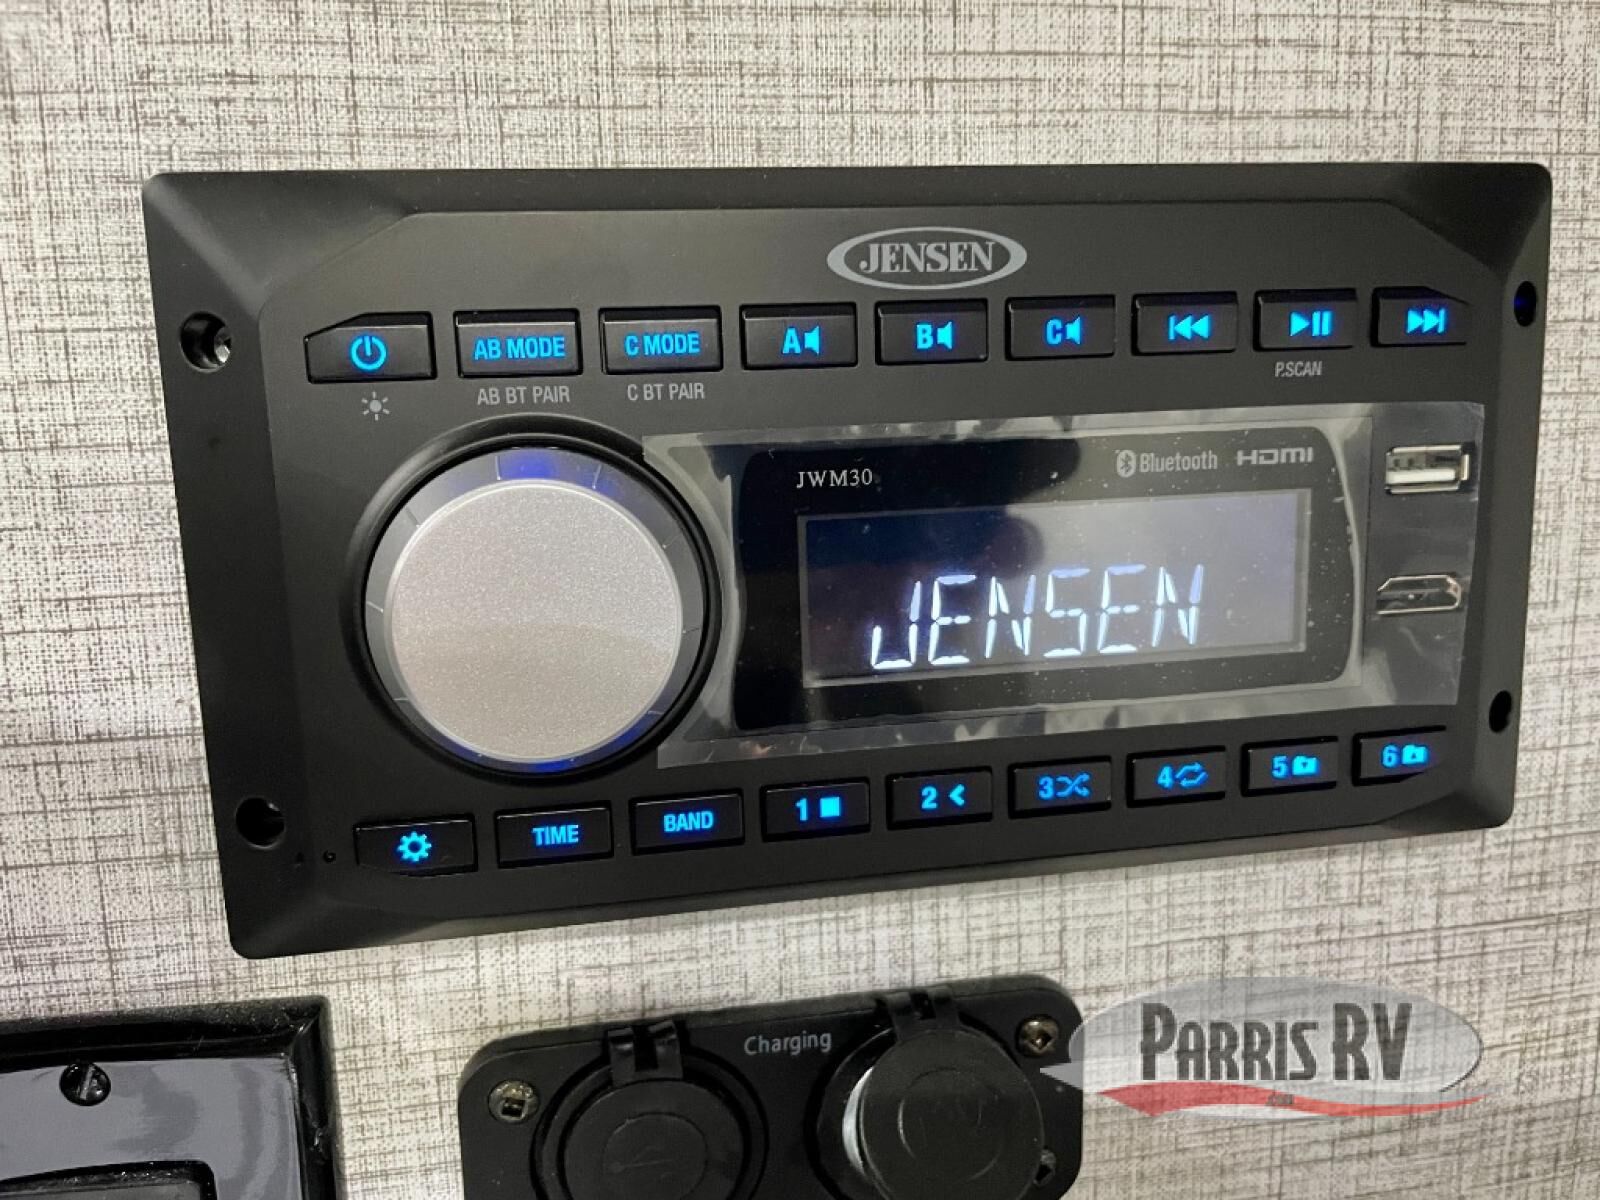 JENSEN
AB MODE C MODE A B C
AB BT PAIR C BT PAIR P.SCAN
JWM30 Bluetooth HDMI
JENSEN
TIME BAND 1 2 3 4 5 6
Charging
PARRIS RV
.com